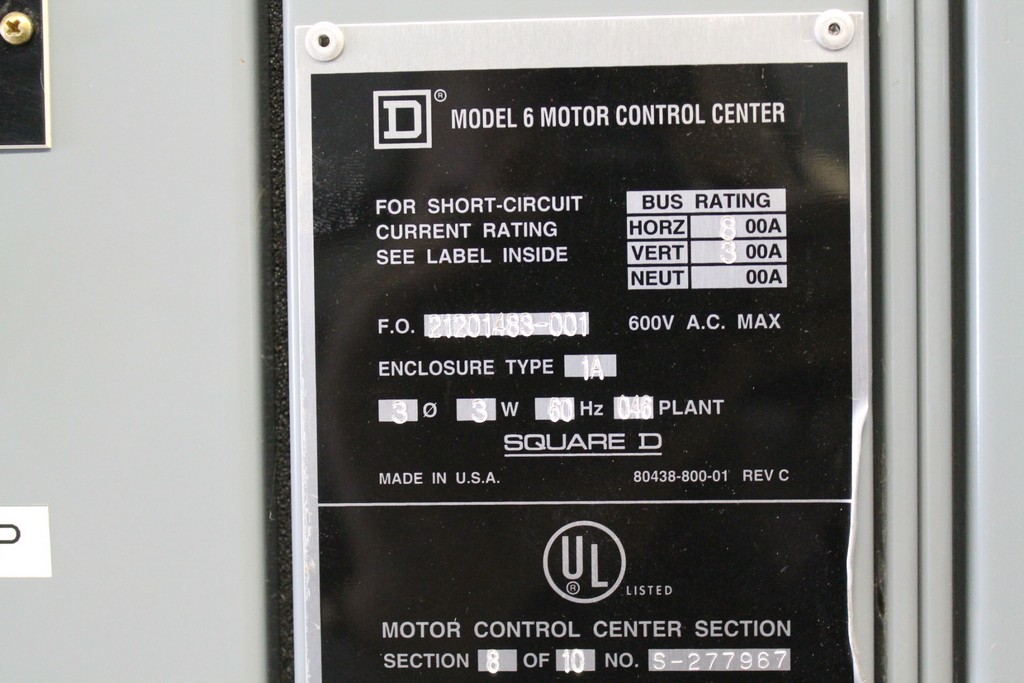 D ® MODEL 6 MOTOR CONTROL CENTER
FOR SHORT-CIRCUIT
CURRENT RATING
SEE LABEL INSIDE
BUS RATING
HORZ 800A
VERT 300A
NEUT 00A
F.O. 21201483-001 600V A.C. MAX
ENCLOSURE TYPE 1A
3 Ø 3 W 60 Hz 046 PLANT
SQUARE D
MADE IN U.S.A. 80438-800-01 REV C
UL ® LISTED
MOTOR CONTROL CENTER SECTION
SECTION 8 OF 10 NO. S-277967
P